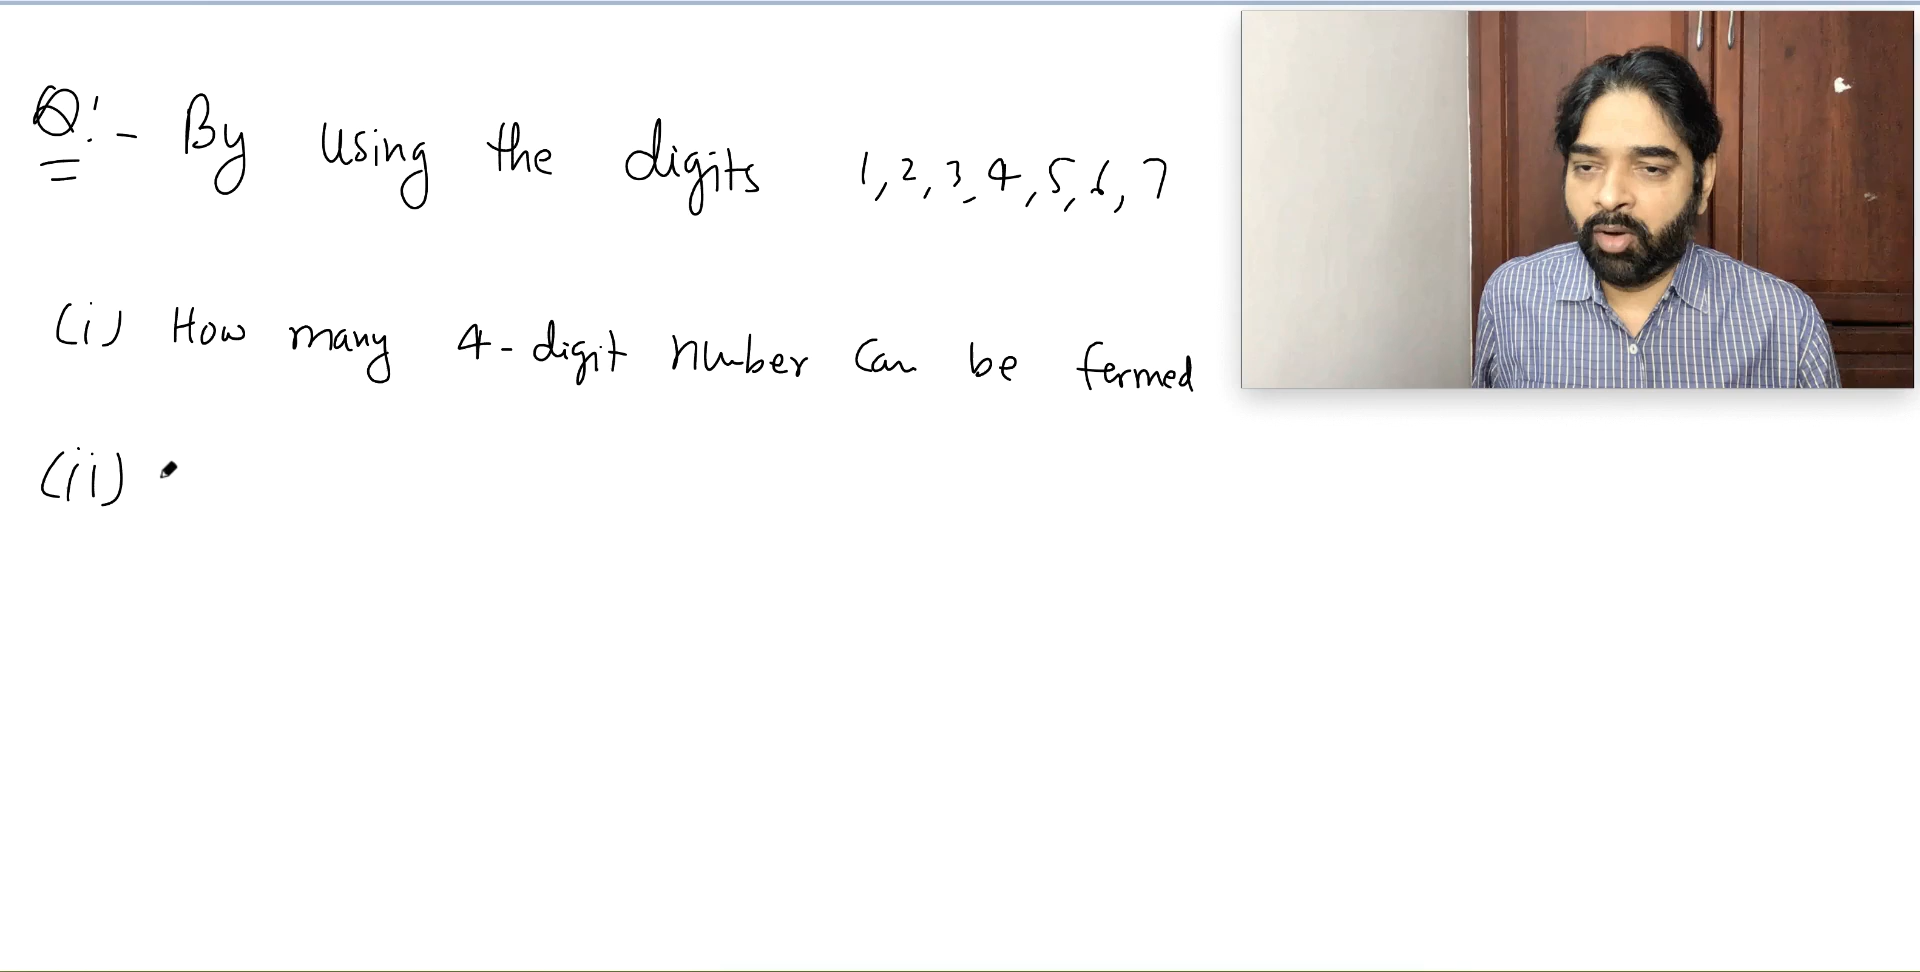 Q:- By using the digits 1,2,3,4,5,6,7
(i) How many 4-digit number can be formed
(ii)